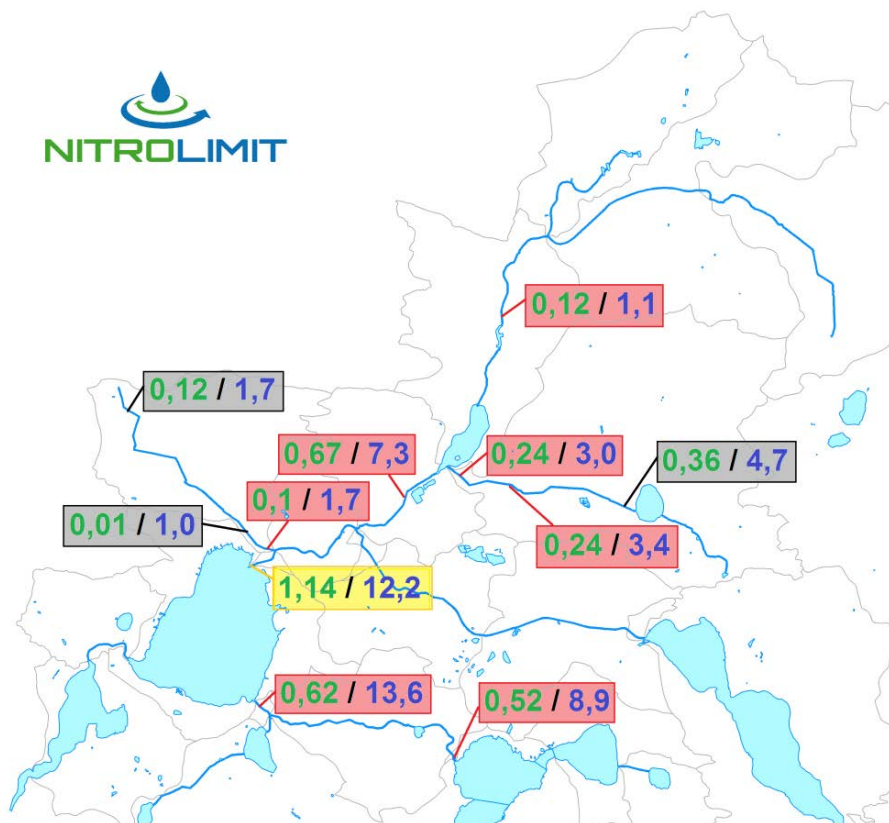 NITROLIMIT
0,12 / 1,1
0,12 / 1,7
0,67 / 7,3
0,24 / 3,0
0,36 / 4,7
0,1 / 1,7
0,01 / 1,0
0,24 / 3,4
1,14 / 12,2
0,62 / 13,6
0,52 / 8,9